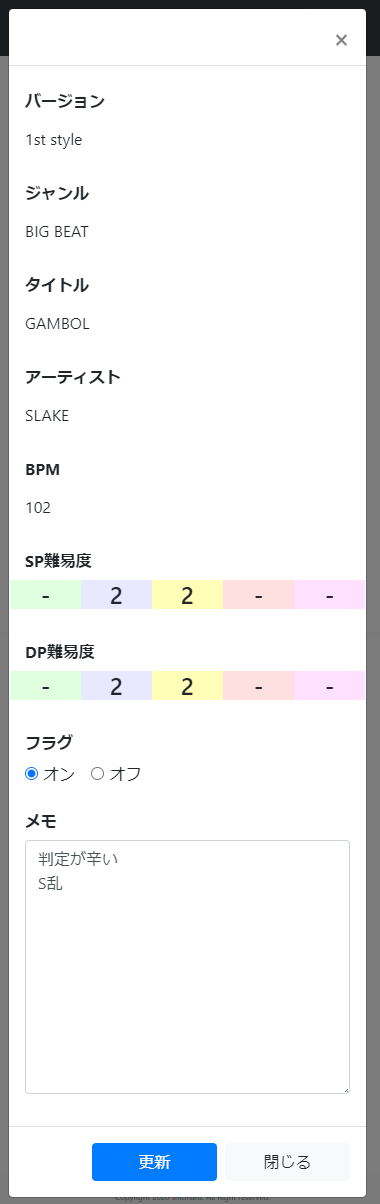 ×
バージョン
1st style
ジャンル
BIG BEAT
タイトル
GAMBOL
アーティスト
SLAKE
BPM
102
SP難易度
- 2 2 - -
DP難易度
- 2 2 - -
フラグ
オン オフ
メモ
判定が辛い
S乱
更新 閉じる